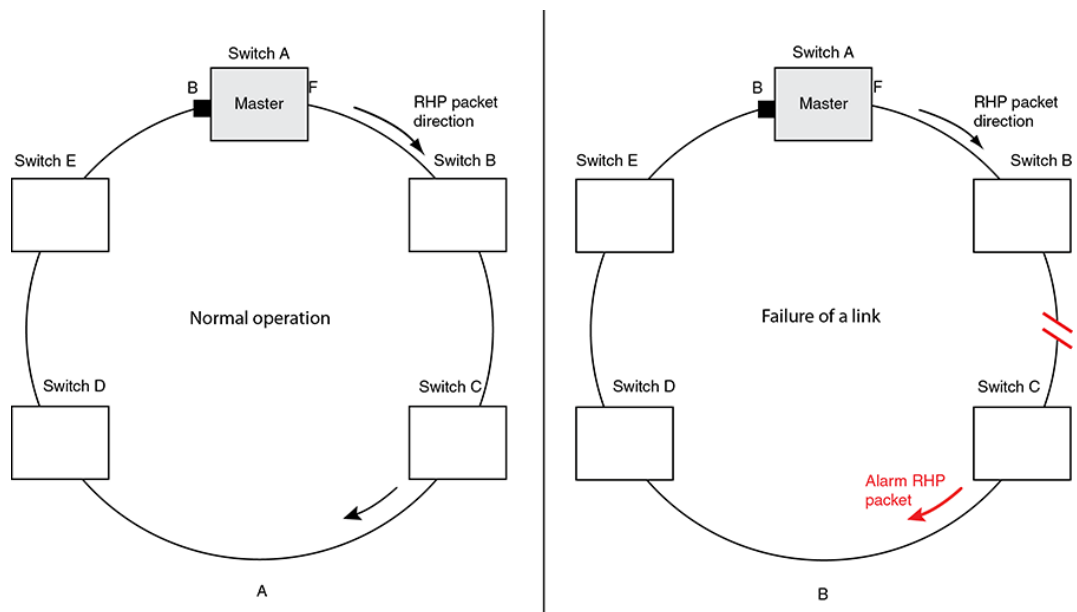 Switch A
B
F
Master
RHP packet
direction
Switch E
Switch B
Normal operation
Switch D
Switch C
A
Switch A
B
F
Master
RHP packet
direction
Switch E
Switch B
Failure of a link
Switch D
Switch C
Alarm RHP
packet
B